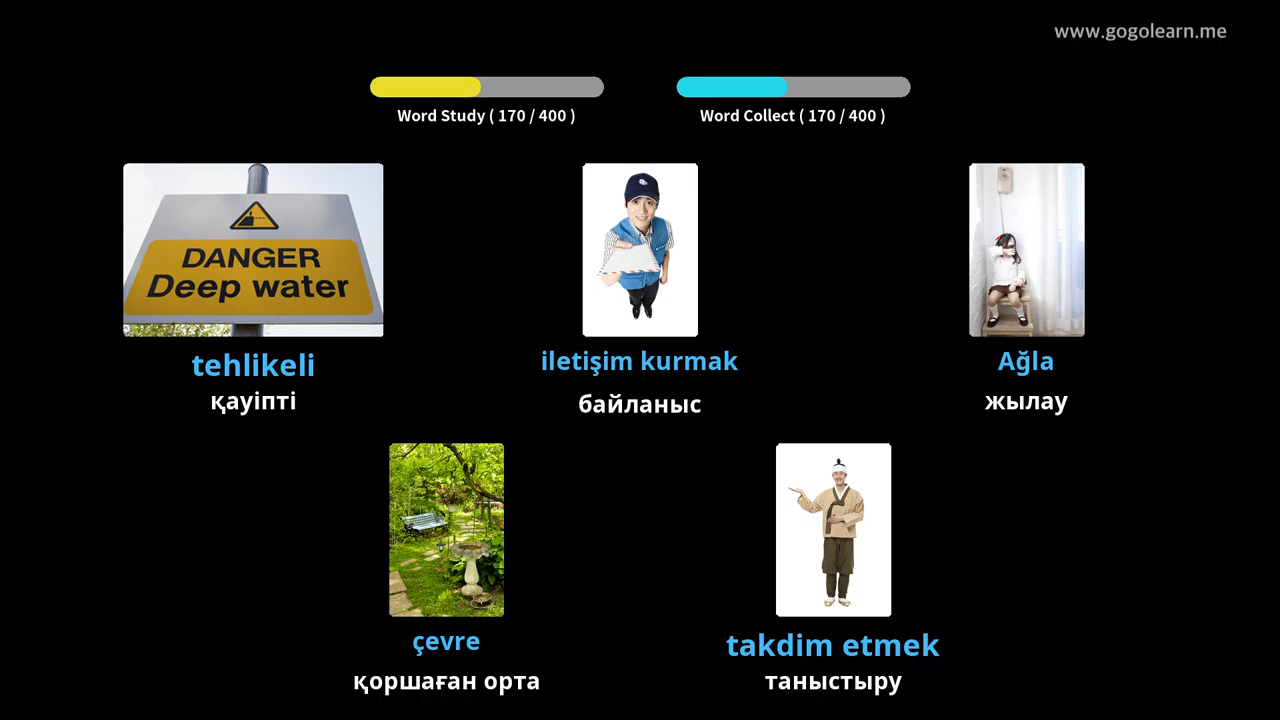 www.gogolearn.me
Word Study ( 170 / 400 )
Word Collect ( 170 / 400 )
DANGER
Deep water
tehlikeli
қауіпті
iletişim kurmak
байланыс
Ağla
жылау
çevre
қоршаған орта
takdim etmek
таныстыру